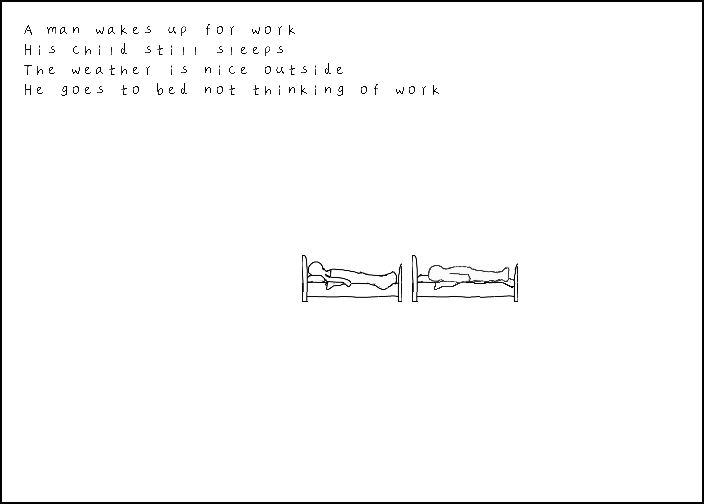 A man wakes up for work
His child still sleeps
The weather is nice outside
He goes to bed not thinking of work